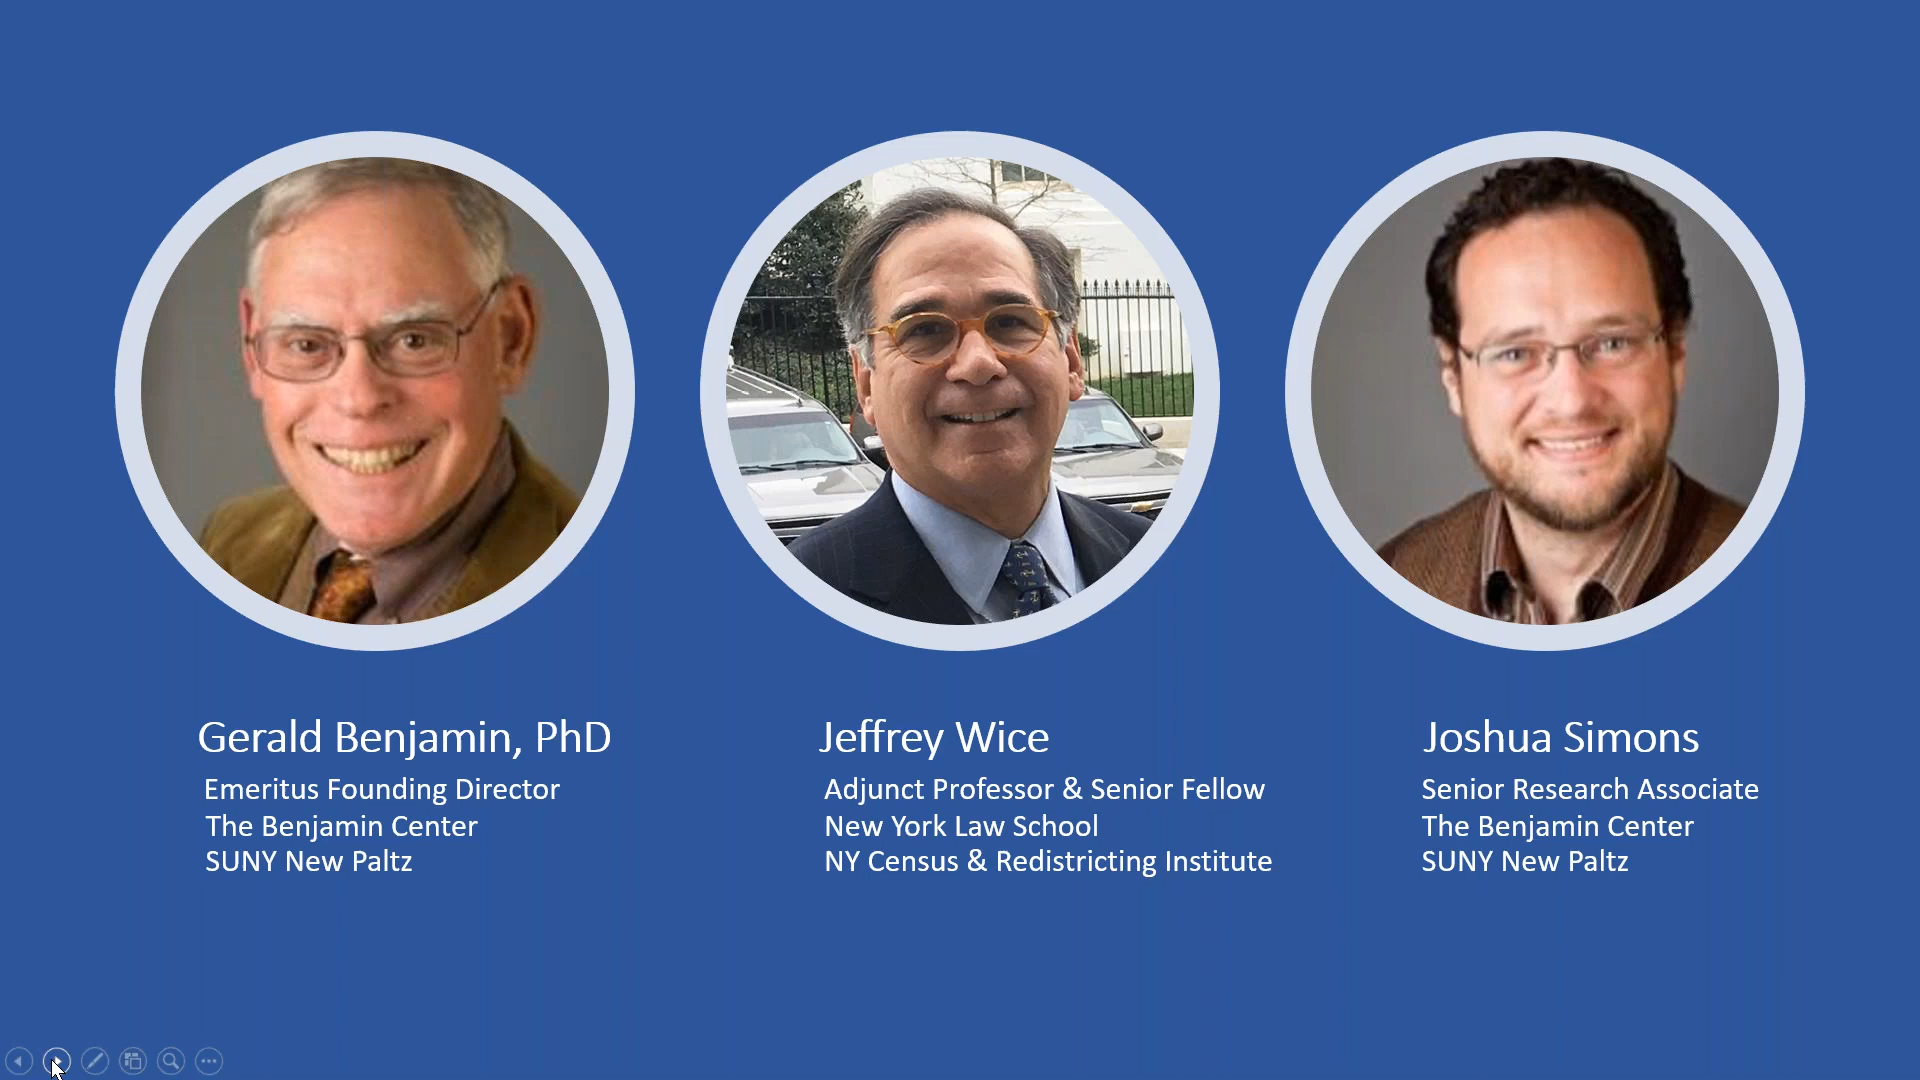 Gerald Benjamin, PhD
Emeritus Founding Director
The Benjamin Center
SUNY New Paltz
Jeffrey Wice
Adjunct Professor & Senior Fellow
New York Law School
NY Census & Redistricting Institute
Joshua Simons
Senior Research Associate
The Benjamin Center
SUNY New Paltz